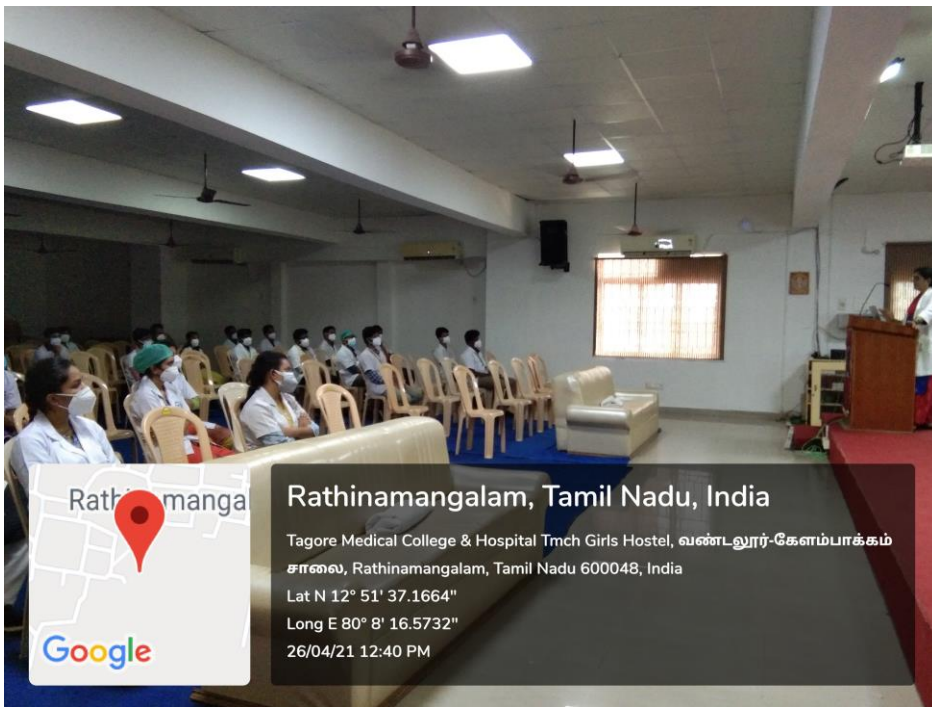 Rathinamangal
Google
Rathinamangalam, Tamil Nadu, India
Tagore Medical College & Hospital Tmch Girls Hostel, வண்டலூர்-கேளம்பாக்கம்
சாலை, Rathinamangalam, Tamil Nadu 600048, India
Lat N 12° 51' 37.1664"
Long E 80° 8' 16.5732"
26/04/21 12:40 PM